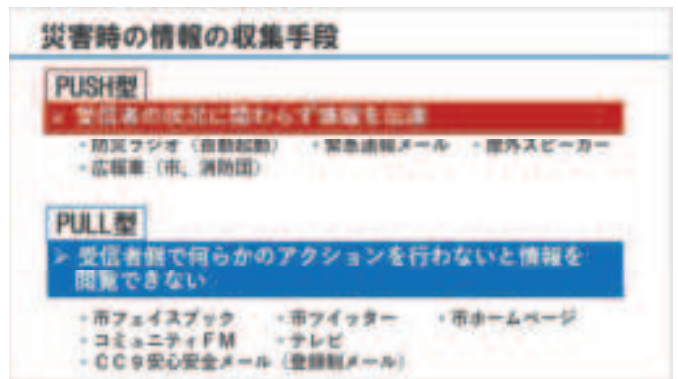 災害時の情報の収集手段
PUSH型
➢ 受信者の状況に関わらず情報を伝達
・防災ラジオ（自動起動） ・緊急速報メール ・屋外スピーカー
・広報車（市、消防団）
PULL型
➢ 受信者側で何らかのアクションを行わないと情報を
閲覧できない
・市フェイスブック ・市ツイッター ・市ホームページ
・コミュニティFM ・テレビ
・CC9安心安全メール（登録制メール）